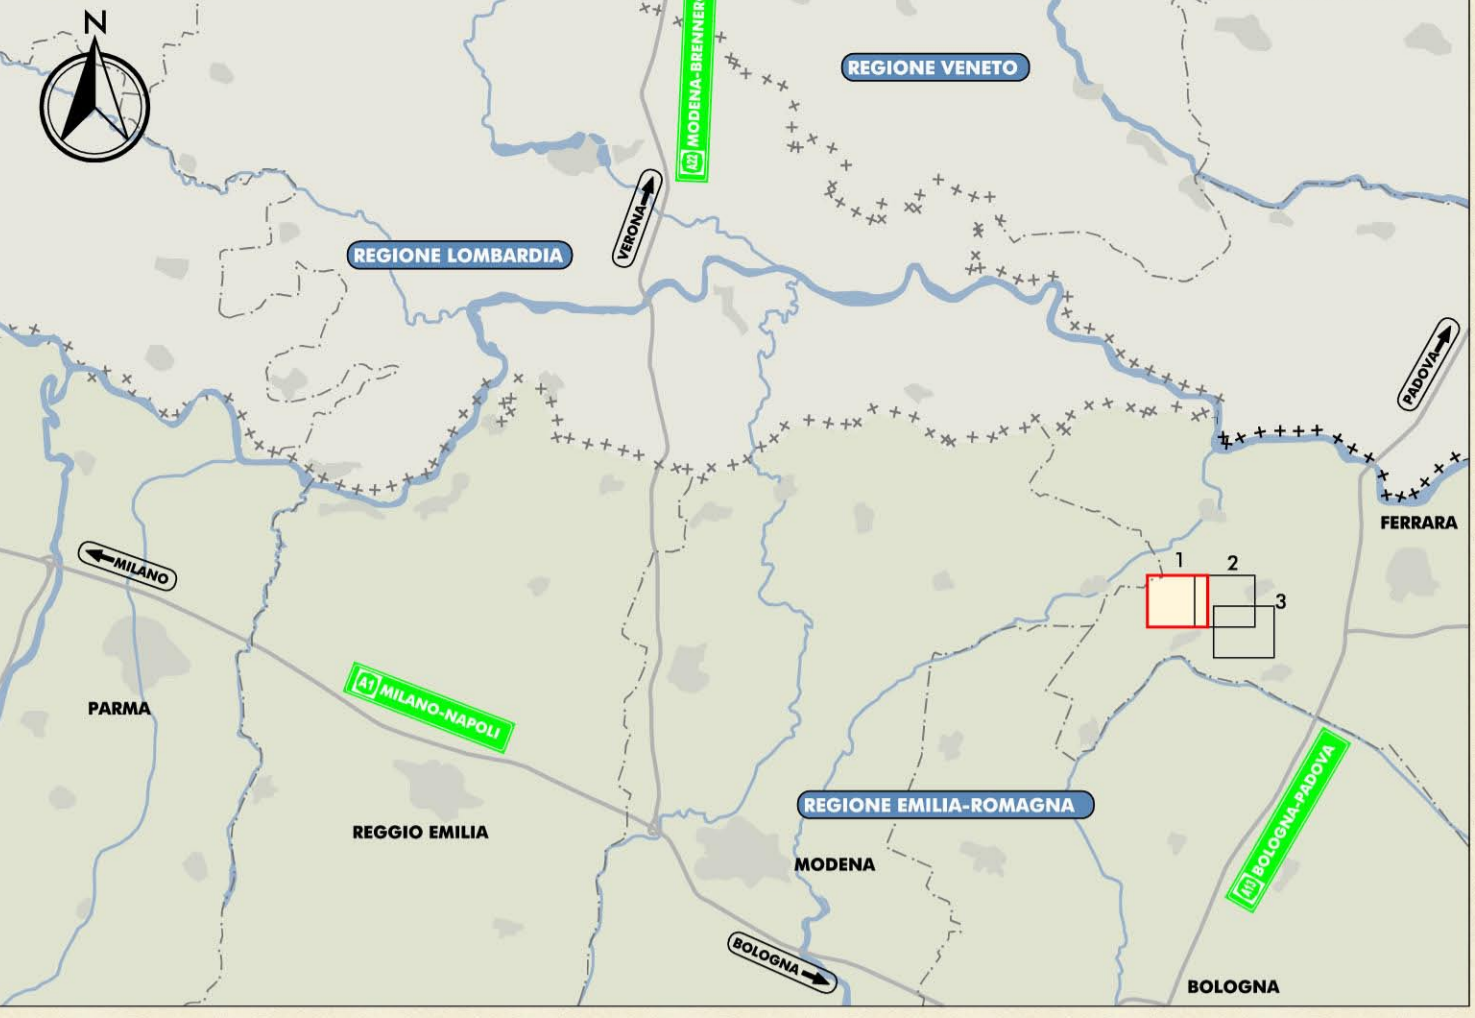 N
A22 MODENA-BRENNER
REGIONE VENETO
VERONA
REGIONE LOMBARDIA
PADOVA
FERRARA
MILANO
1
2
3
PARMA
A1 MILANO-NAPOLI
REGIONE EMILIA-ROMAGNA
REGGIO EMILIA
MODENA
A13 BOLOGNA-PADOVA
BOLOGNA
BOLOGNA